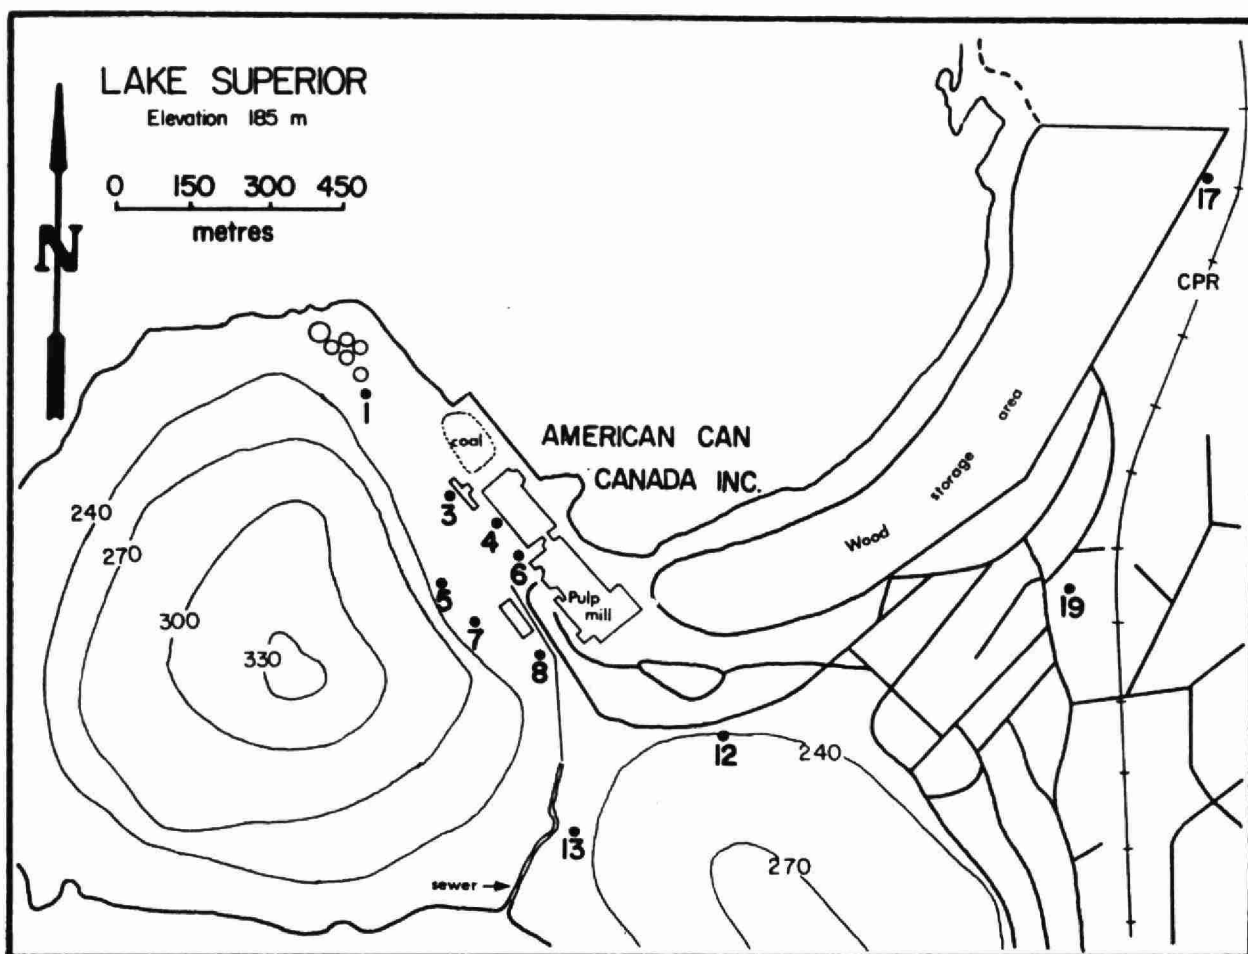 LAKE SUPERIOR
Elevation 185 m
0 150 300 450
metres
N
17
CPR
1
coal
AMERICAN CAN
CANADA INC.
Wood storage area
3
4
6
5
7
8
Pulp
mill
19
240
270
300
330
12
240
13
270
sewer